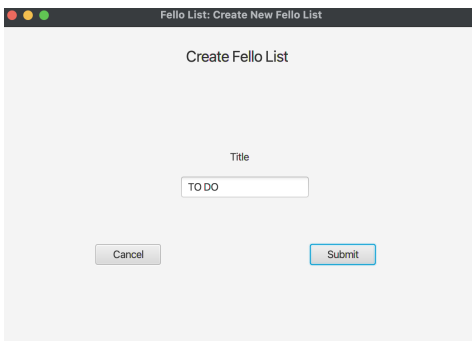 Fello List: Create New Fello List
Create Fello List
Title
TO DO
Cancel
Submit